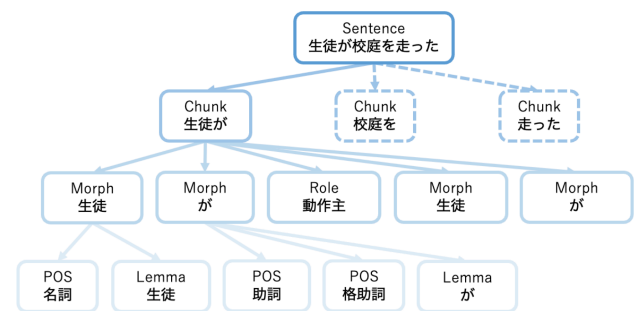 Sentence
生徒が校庭を走った
Chunk
生徒が
Chunk
校庭を
Chunk
走った
Morph
生徒
Morph
が
Role
動作主
Morph
生徒
Morph
が
POS
名詞
Lemma
生徒
POS
助詞
POS
格助詞
Lemma
が